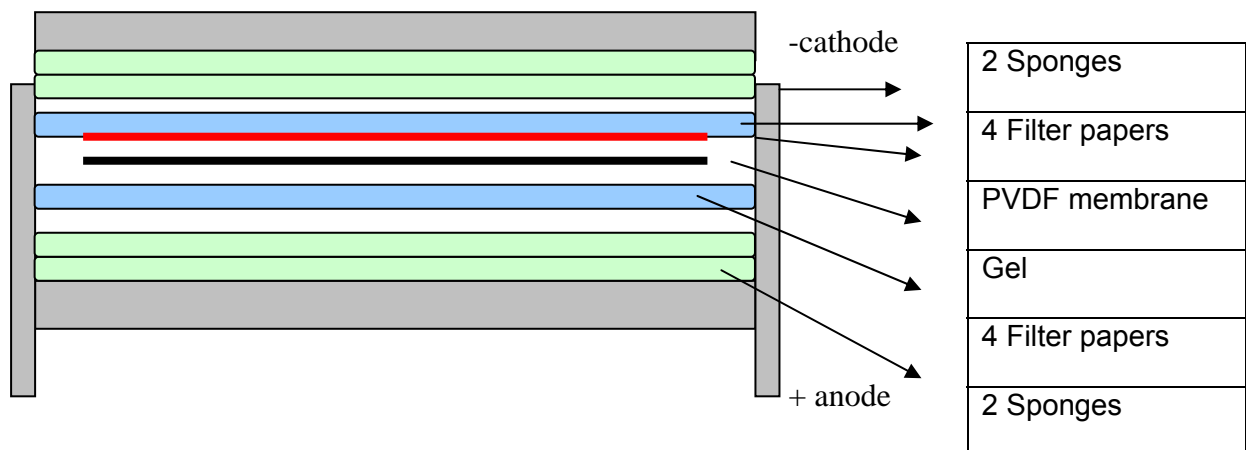 -cathode
2 Sponges
4 Filter papers
PVDF membrane
Gel
4 Filter papers
+ anode
2 Sponges